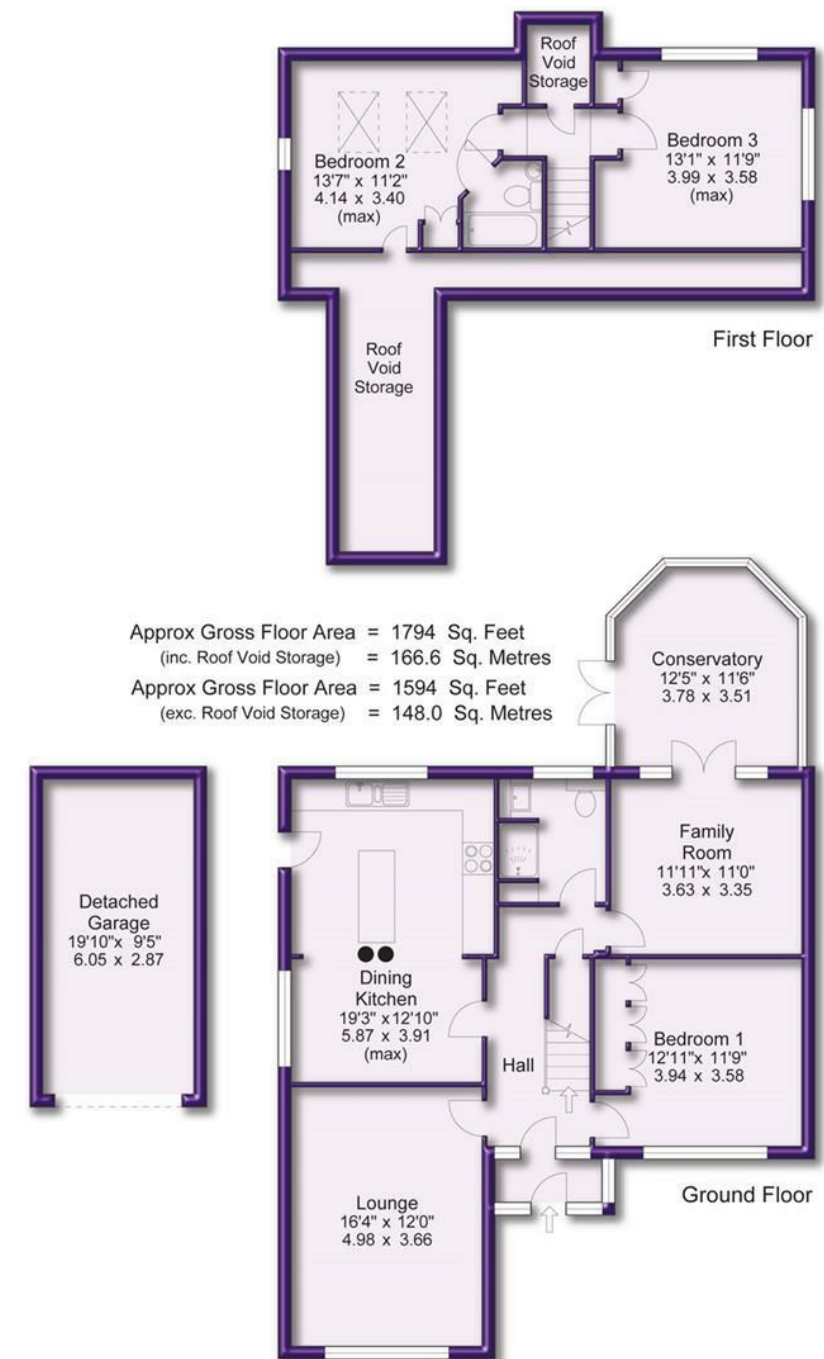 Roof
Void
Storage
Bedroom 2
13'7" x 11'2"
4.14 x 3.40
(max)
Bedroom 3
13'1" x 11'9"
3.99 x 3.58
(max)
First Floor
Roof
Void
Storage
Approx Gross Floor Area = 1794 Sq. Feet
(inc. Roof Void Storage) = 166.6 Sq. Metres
Approx Gross Floor Area = 1594 Sq. Feet
(exc. Roof Void Storage) = 148.0 Sq. Metres
Conservatory
12'5" x 11'6"
3.78 x 3.51
Detached
Garage
19'10"x 9'5"
6.05 x 2.87
Family
Room
11'11"x 11'0"
3.63 x 3.35
Dining
Kitchen
19'3" x 12'10"
5.87 x 3.91
(max)
Hall
Bedroom 1
12'11"x 11'9"
3.94 x 3.58
Lounge
16'4" x 12'0"
4.98 x 3.66
Ground Floor